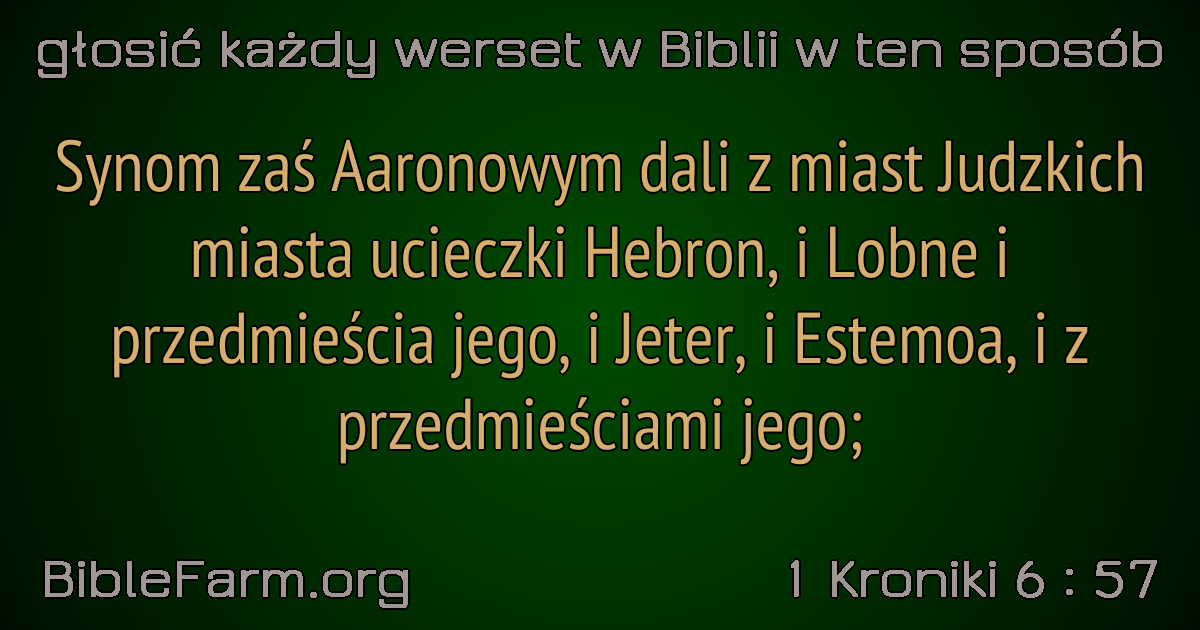 głosić każdy werset w Biblii w ten sposób
Synom zaś Aaronowym dali z miast Judzkich
miasta ucieczki Hebron, i Lobne i
przedmieścia jego, i Jeter, i Estemoa, i z
przedmieściami jego;
BibleFarm.org
1 Kroniki 6 : 57